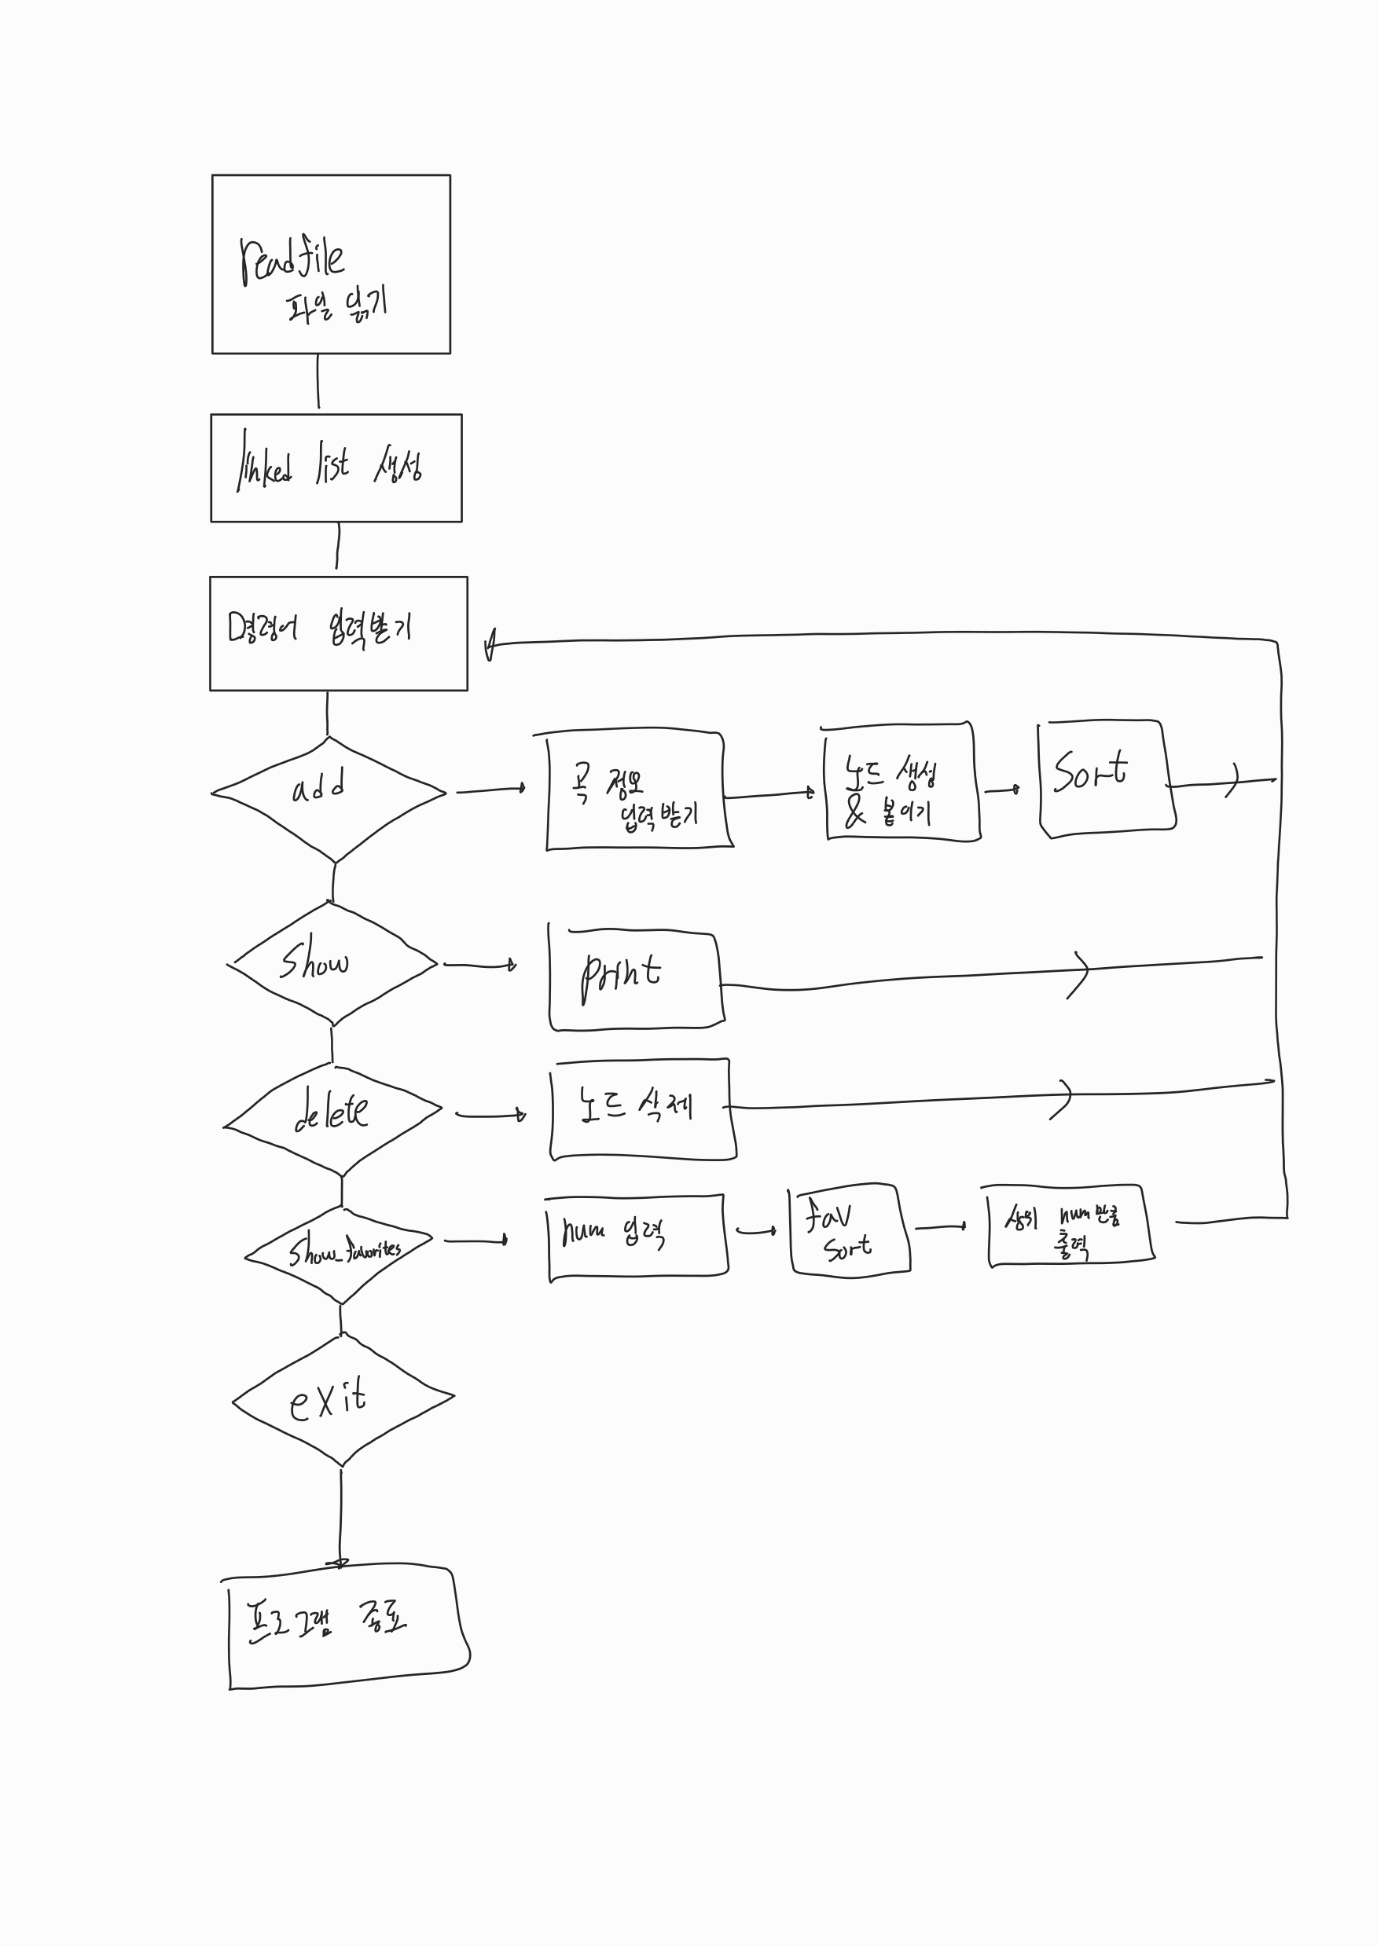 readfile
파일 읽기
linked list 생성
명령어 입력받기
add
곡 정보
입력 받기
노드 생성
& 붙이기
Sort
show
print
delete
노드 삭제
show_favorites
num 입력
fav
sort
상위 num만큼
출력
exit
프로그램 종료